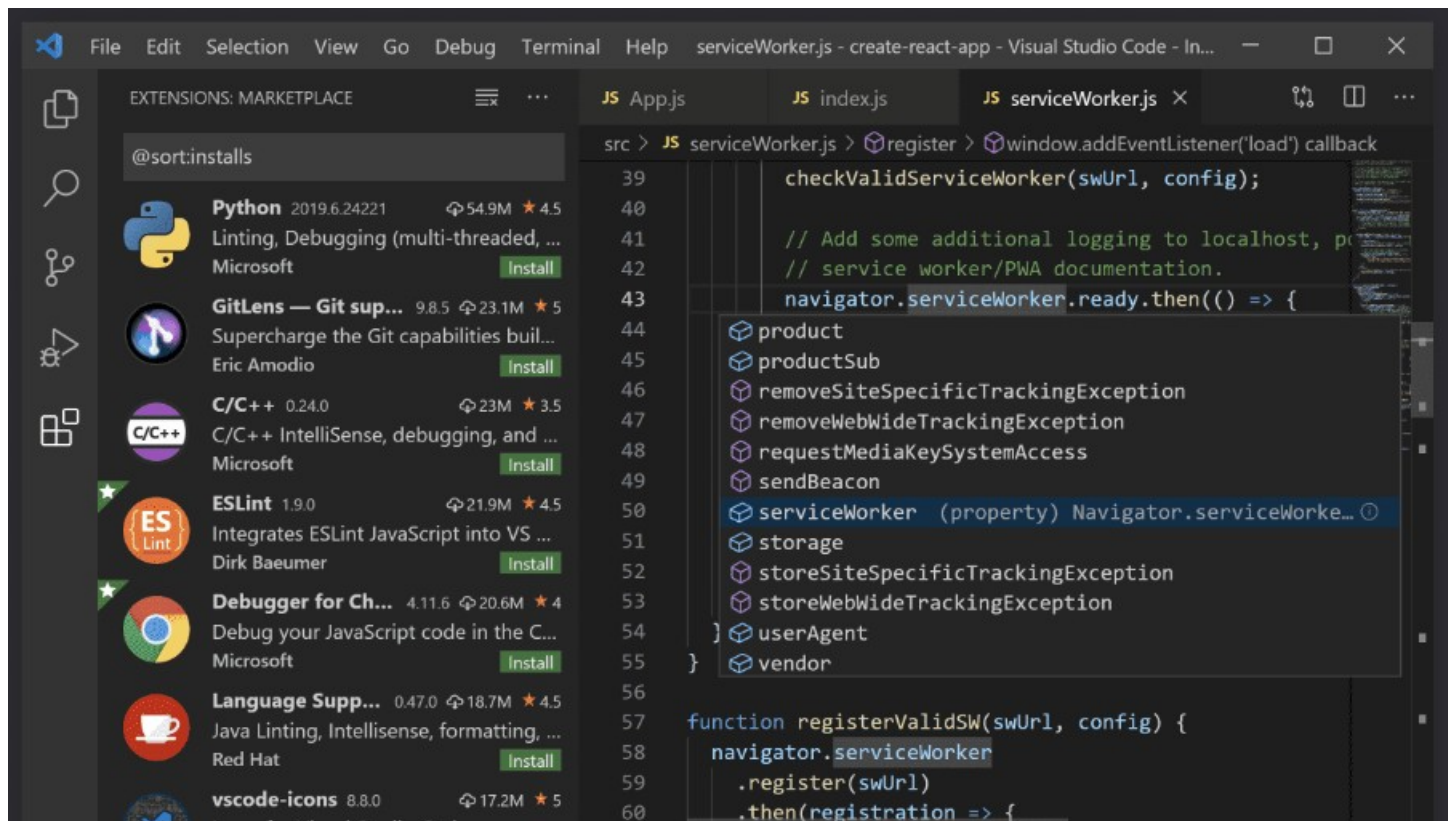 File Edit Selection View Go Debug Terminal Help serviceWorker.js - create-react-app - Visual Studio Code - In...
EXTENSIONS: MARKETPLACE
@sort:installs
Python 2019.6.24221 54.9M ★ 4.5
Linting, Debugging (multi-threaded, ...
Microsoft Install
GitLens — Git sup... 9.8.5 23.1M ★ 5
Supercharge the Git capabilities buil...
Eric Amodio Install
C/C++
C/C++ 0.24.0 23M ★ 3.5
C/C++ IntelliSense, debugging, and ...
Microsoft Install
{ES
Lint}
ESLint 1.9.0 21.9M ★ 4.5
Integrates ESLint JavaScript into VS ...
Dirk Baeumer Install
Debugger for Ch... 4.11.6 20.6M ★ 4
Debug your JavaScript code in the C...
Microsoft Install
Language Supp... 0.47.0 18.7M ★ 4.5
Java Linting, Intellisense, formatting, ...
Red Hat Install
vscode-icons 8.8.0 17.2M ★ 5
JS App.js JS index.js JS serviceWorker.js ×
src > JS serviceWorker.js > register > window.addEventListener('load') callback
39 checkValidServiceWorker(swUrl, config);
40
41 // Add some additional logging to localhost, p
42 // service worker/PWA documentation.
43 navigator.serviceWorker.ready.then(() => {
44 product
45 productSub
46 removeSiteSpecificTrackingException
47 removeWebWideTrackingException
48 requestMediaKeySystemAccess
49 sendBeacon
50 serviceWorker (property) Navigator.serviceWorke...
51 storage
52 storeSiteSpecificTrackingException
53 storeWebWideTrackingException
54 } userAgent
55 } vendor
56
57 function registerValidSW(swUrl, config) {
58 navigator.serviceWorker
59 .register(swUrl)
60 .then(registration => {